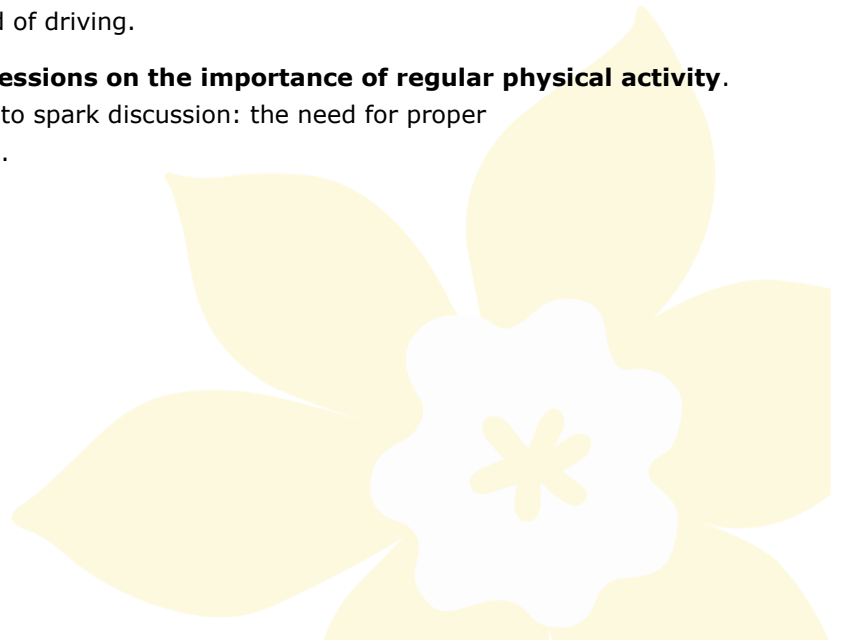 of driving.
essions on the importance of regular physical activity.
to spark discussion: the need for proper
.